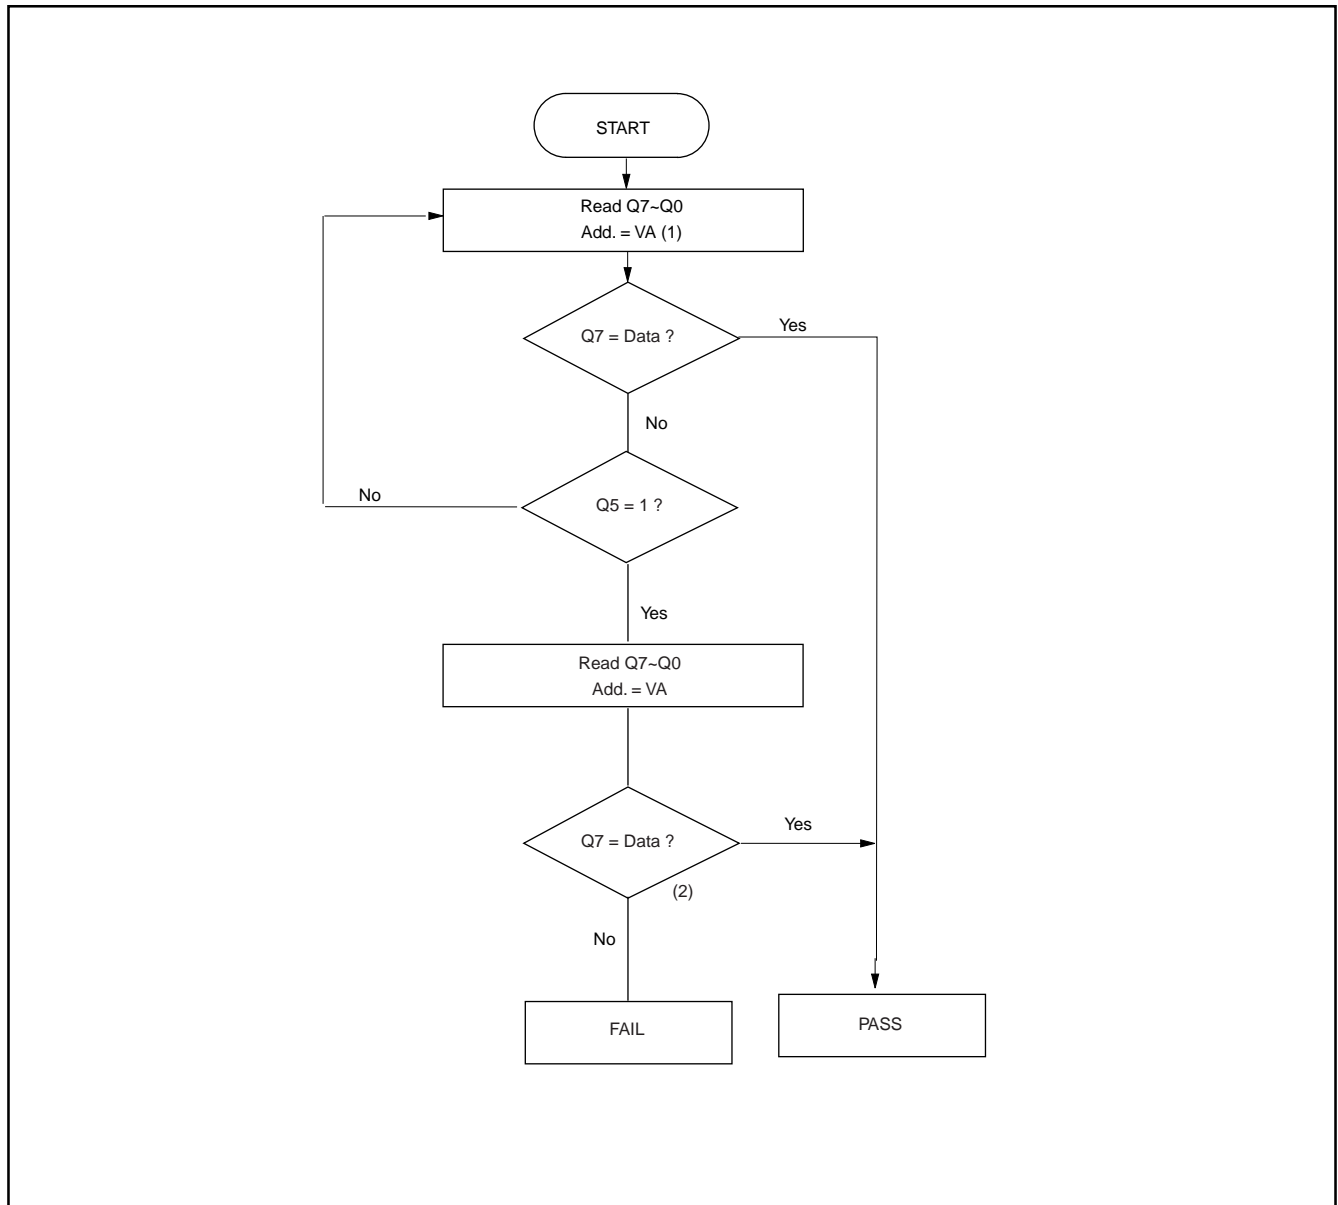 START
Read Q7~Q0
Add. = VA (1)
Q7 = Data ?
Yes
No
Q5 = 1 ?
No
Yes
Read Q7~Q0
Add. = VA
Q7 = Data ?
Yes
(2)
No
FAIL
PASS